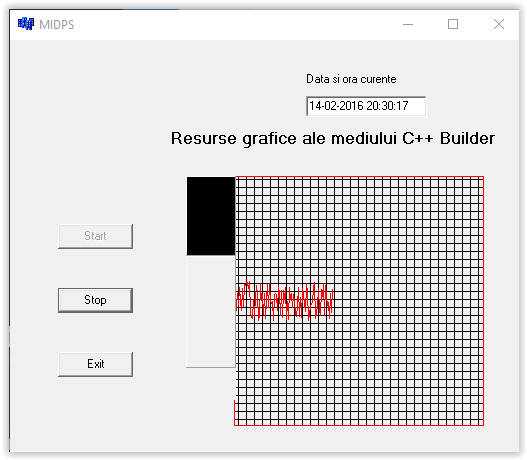 MIDPS
Data si ora curente
14-02-2016 20:30:17
Resurse grafice ale mediului C++ Builder
Start
Stop
Exit